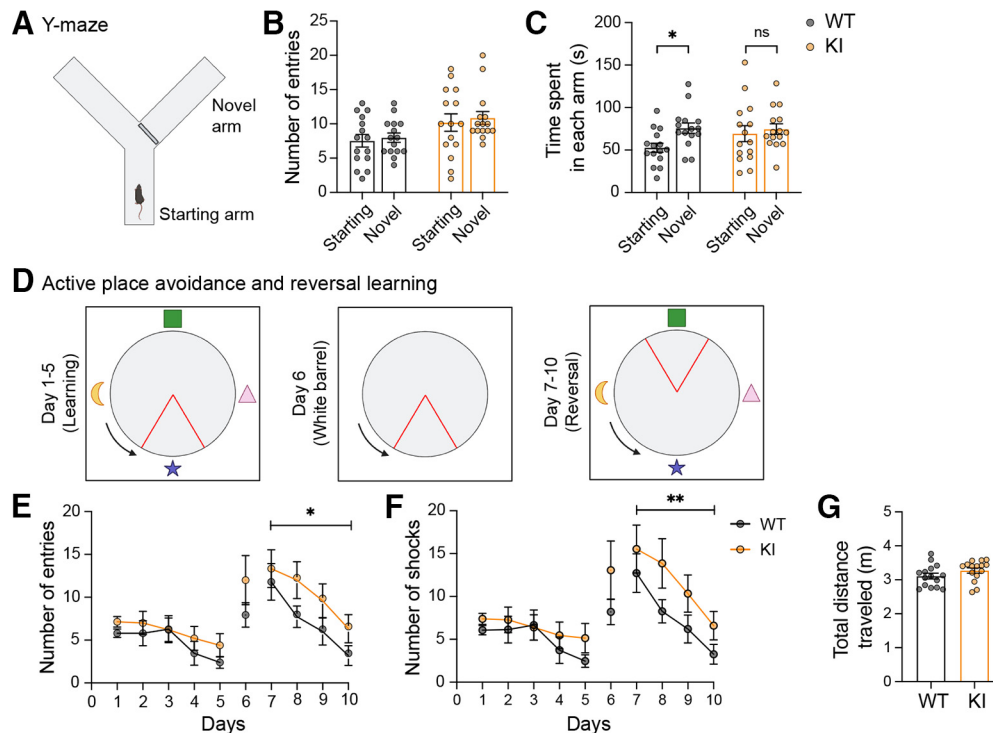 A Y-maze
Novel
arm
Starting arm
B
Number of entries
25
20
15
10
5
0
Starting
Novel
Starting
Novel
C
Time spent
in each arm (s)
200
150
100
50
0
*
ns
Starting
Novel
Starting
Novel
WT
KI
D Active place avoidance and reversal learning
Day 1-5
(Learning)
Day 6
(White barrel)
Day 7-10
(Reversal)
E
Number of entries
20
15
10
5
0
*
0 1 2 3 4 5 6 7 8 9 10
Days
F
Number of shocks
20
15
10
5
0
**
0 1 2 3 4 5 6 7 8 9 10
Days
WT
KI
G
Total distance
traveled (m)
5
4
3
2
1
0
WT KI